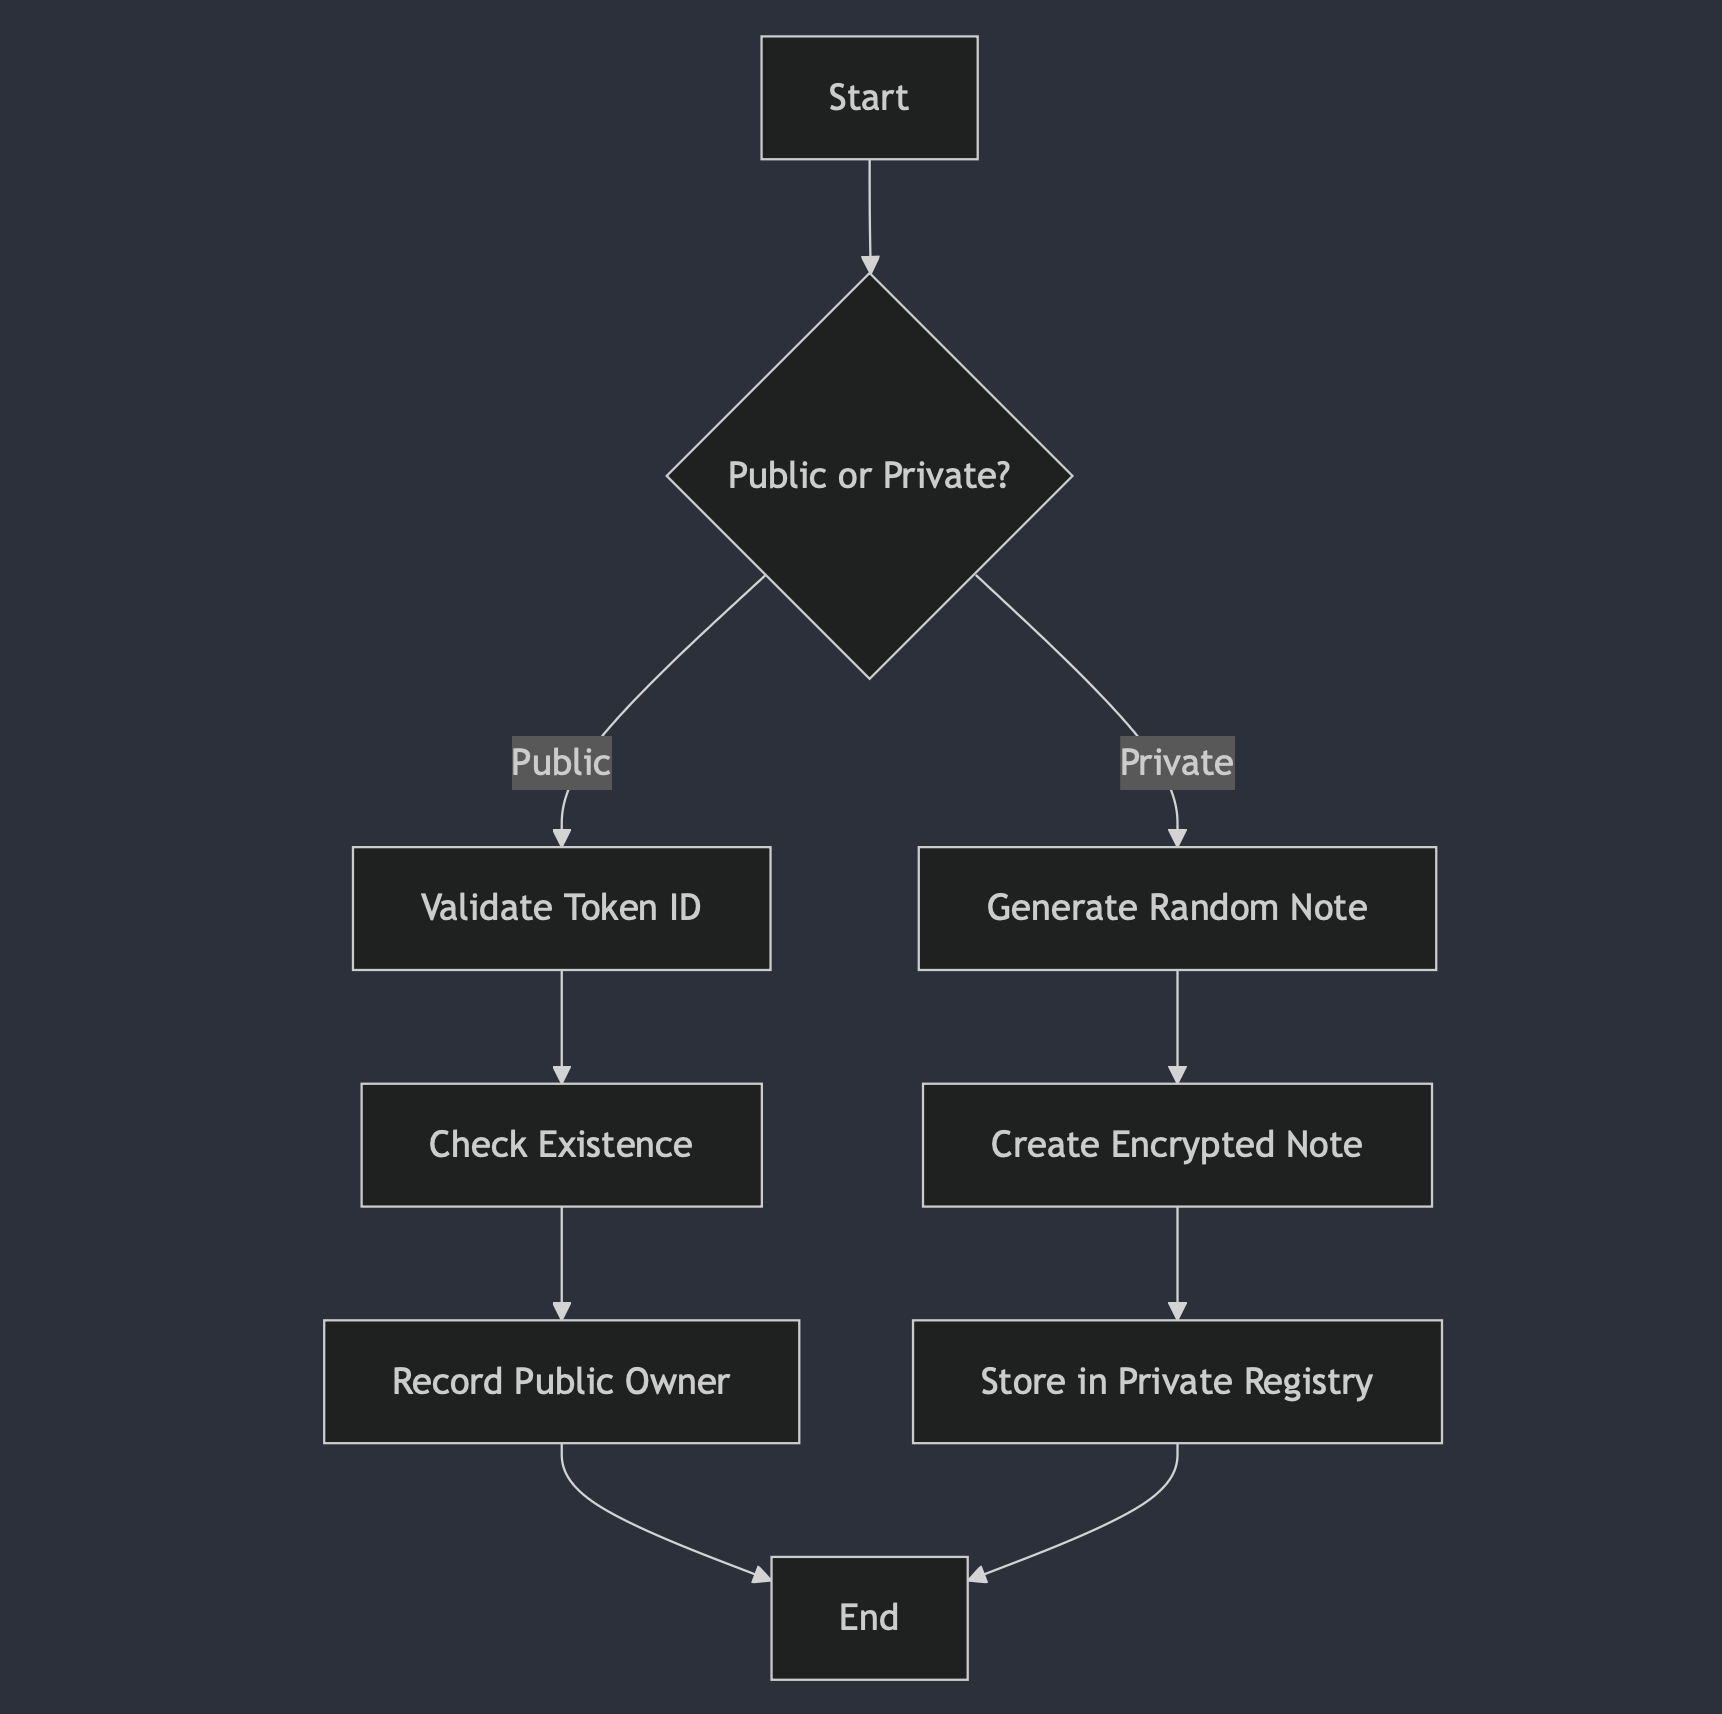 Start
Public or Private?
Public
Private
Validate Token ID
Generate Random Note
Check Existence
Create Encrypted Note
Record Public Owner
Store in Private Registry
End